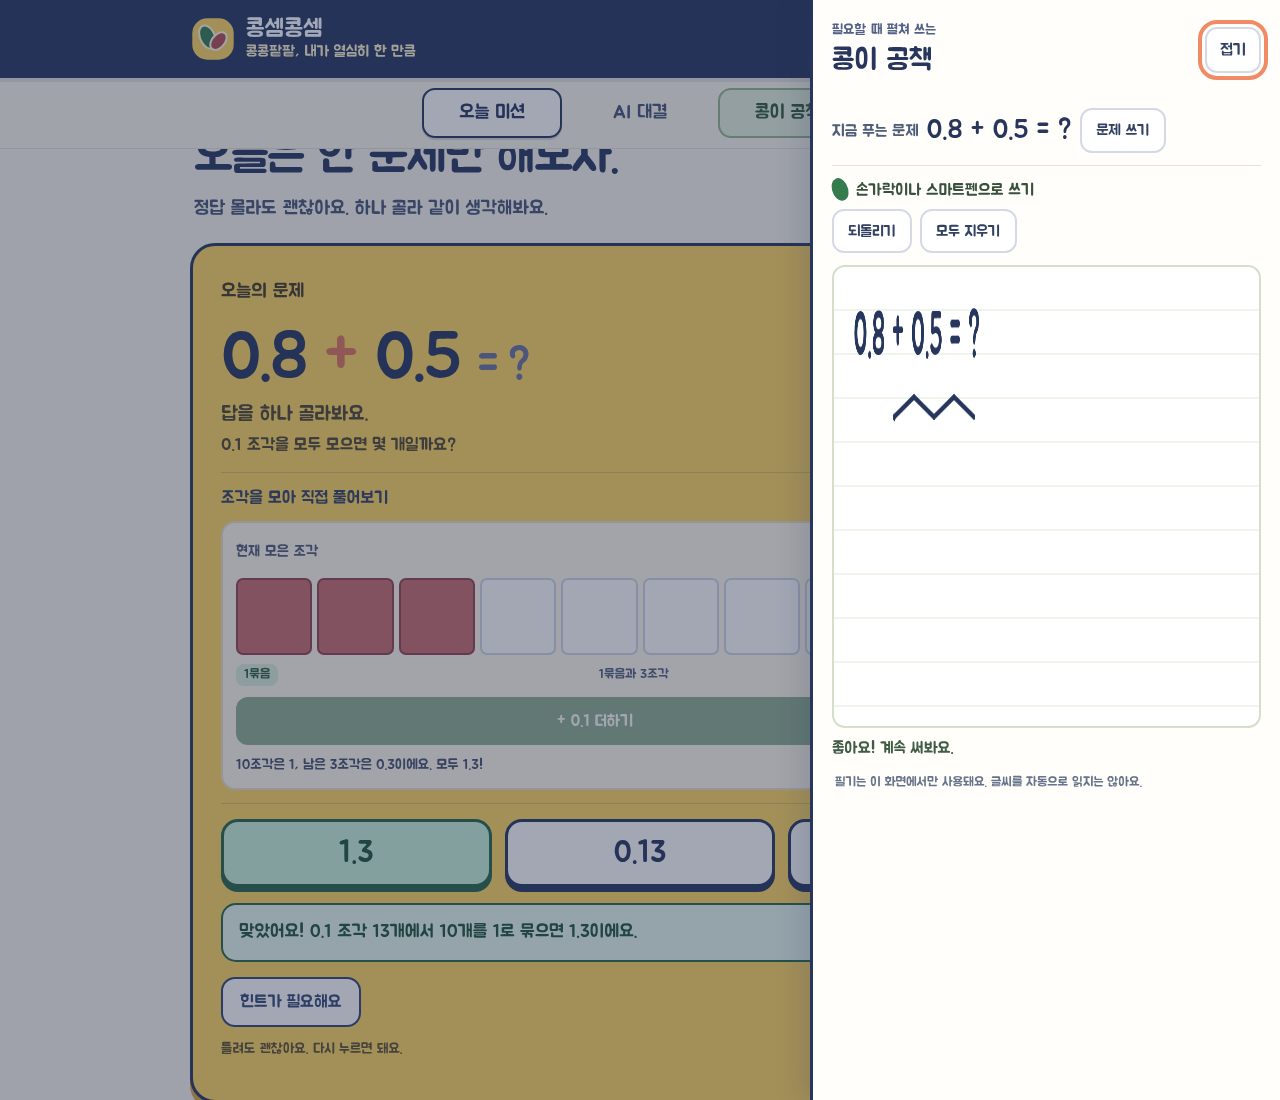 콩셈콩셈
콩콩팥팥, 내가 열심히 한 만큼
오늘 미션
AI 대결
콩이 공책
오늘은 한 문제만 해보자.
정답 몰라도 괜찮아요. 하나 골라 같이 생각해봐요.
오늘의 문제
0.8 + 0.5 = ?
답을 하나 골라봐요.
0.1 조각을 모두 모으면 몇 개일까요?
조각을 모아 직접 풀어보기
현재 모은 조각
1묶음
1묶음과 3조각
+ 0.1 더하기
10조각은 1, 남은 3조각은 0.3이에요. 모두 1.3!
1.3
0.13
맞았어요! 0.1 조각 13개에서 10개를 1로 묶으면 1.3이에요.
힌트가 필요해요
틀려도 괜찮아요. 다시 누르면 돼요.
필요할 때 펼쳐 쓰는
콩이 공책
접기
지금 푸는 문제 0.8 + 0.5 = ?
문제 쓰기
손가락이나 스마트펜으로 쓰기
되돌리기
모두 지우기
0.8 + 0.5 = ?
좋아요! 계속 써봐요.
필기는 이 화면에서만 사용돼요. 글씨를 자동으로 읽지는 않아요.